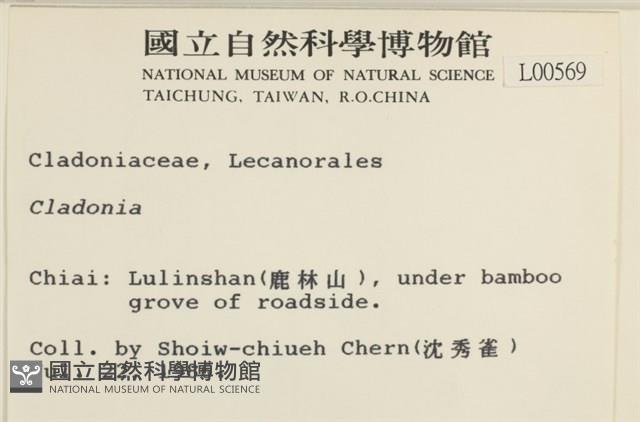 國立自然科學博物館
NATIONAL MUSEUM OF NATURAL SCIENCE
TAICHUNG, TAIWAN, R.O.CHINA
L00569
Cladoniaceae, Lecanorales
Cladonia
Chiai: Lulinshan(鹿林山), under bamboo
grove of roadside.
Coll. by Shoiw-chiueh Chern(沈秀雀)
國立自然科學博物館
NATIONAL MUSEUM OF NATURAL SCIENCE